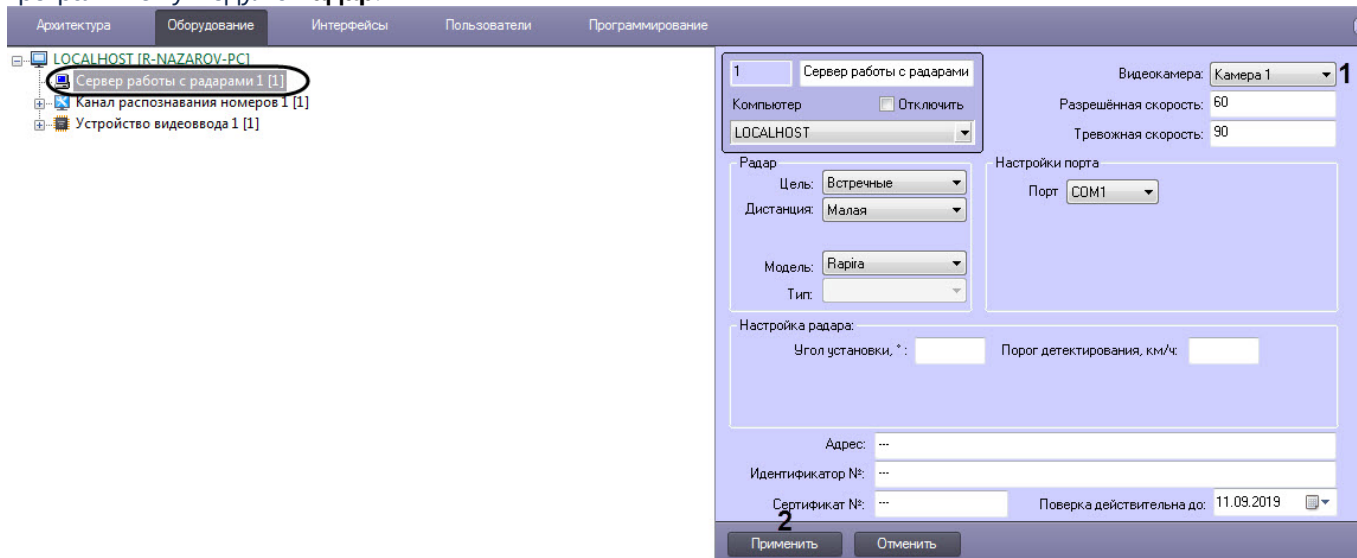 Архитектура Оборудование Интерфейсы Пользователи Программирование
LOCALHOST [R-NAZAROV-PC]
Сервер работы с радарами 1 [1]
Канал распознавания номеров 1 [1]
Устройство видеоввода 1 [1]
1 Сервер работы с радарами
Компьютер Отключить
LOCALHOST
Видеокамера: Камера 1 1
Разрешённая скорость: 60
Тревожная скорость: 90
Радар
Цель: Встречные
Дистанция: Малая
Модель: Rapira
Тип:
Настройки порта
Порт COM1
Настройка радара:
Угол установки, °: Порог детектирования, км/ч:
Адрес: ---
Идентификатор №: ---
Сертификат №: --- Поверка действительна до: 11.09.2019
2
Применить Отменить